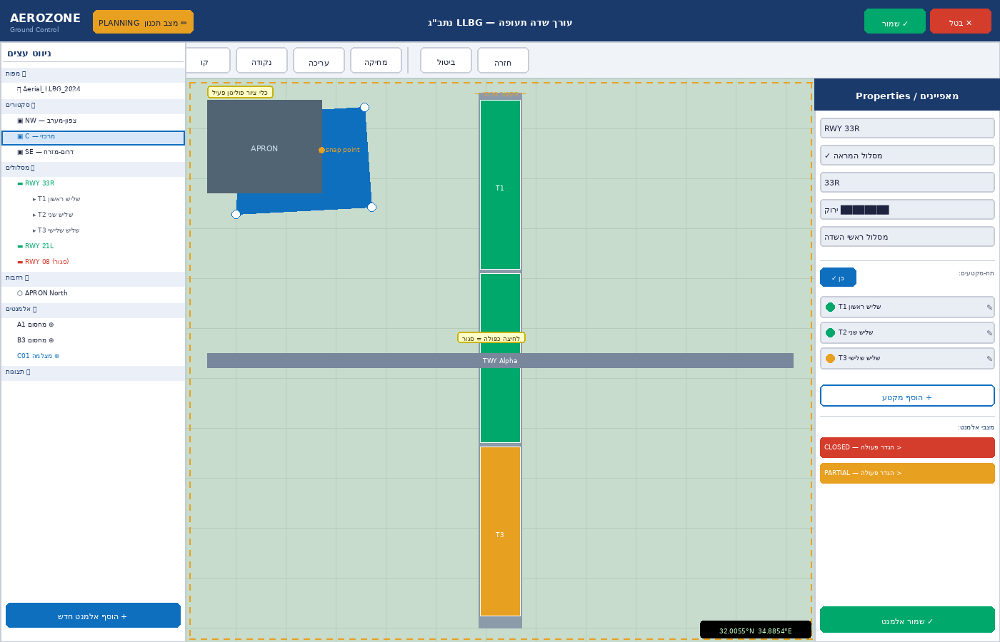 AEROZONE
Ground Control
PLANNING מצב תכנון ✏
עורך שדה תעופה — LLBG נתב"ג
✓ שמור
✕ בטל
ניווט עצים
קו
נקודה
עריכה
מחיקה
ביטול
חזרה
מפות
Aerial_LLBG_2024
סקטורים
▣ NW — צפון-מערב
▣ C — מרכזי
▣ SE — דרום-מזרח
מסלולים
▬ RWY 33R
▸ T1 שליש ראשון
▸ T2 שליש שני
▸ T3 שליש שלישי
▬ RWY 21L
▬ RWY 08 (סגור)
רחבות
⬡ APRON North
אלמנטים
A1 מחסום ⊕
B3 מחסום ⊕
C01 מצלמה ⊕
תצוגות
+ הוסף אלמנט חדש
כלי ציור פוליגון פעיל
APRON
snap point
T1
לחיצה כפולה = סגור
TWY Alpha
T3
32.0055°N 34.8854°E
Properties / מאפיינים
RWY 33R
✓ מסלול המראה
33R
ירוק ████████
מסלול ראשי השדה
תת-מקטעים:
✓ כן
T1 שליש ראשון ✎
T2 שליש שני ✎
T3 שליש שלישי ✎
+ הוסף מקטע
מצבי אלמנט:
CLOSED — הגדר פעולה >
PARTIAL — הגדר פעולה >
✓ שמור אלמנט